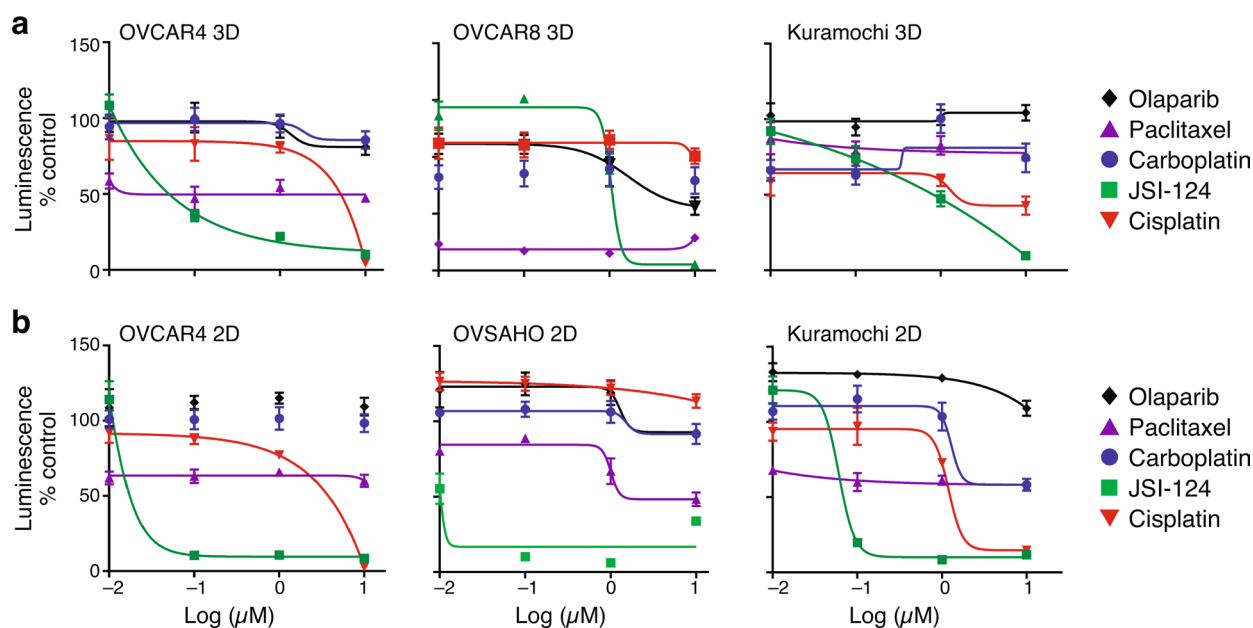 a
OVCAR4 3D
OVCAR8 3D
Kuramochi 3D
150
100
50
0
Luminescence
% control
Olaparib
Paclitaxel
Carboplatin
JSI-124
Cisplatin
b
OVCAR4 2D
OVSAHO 2D
Kuramochi 2D
150
100
50
0
Luminescence
% control
Olaparib
Paclitaxel
Carboplatin
JSI-124
Cisplatin
−2 −1 0 1
−2 −1 0 1
−2 −1 0 1
Log (μM)
Log (μM)
Log (μM)